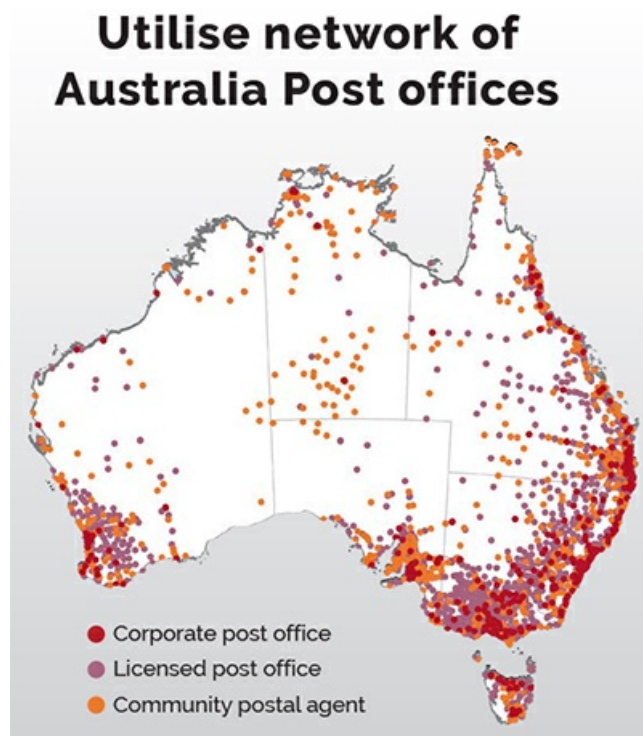 Utilise network of
Australia Post offices
Corporate post office
Licensed post office
Community postal agent